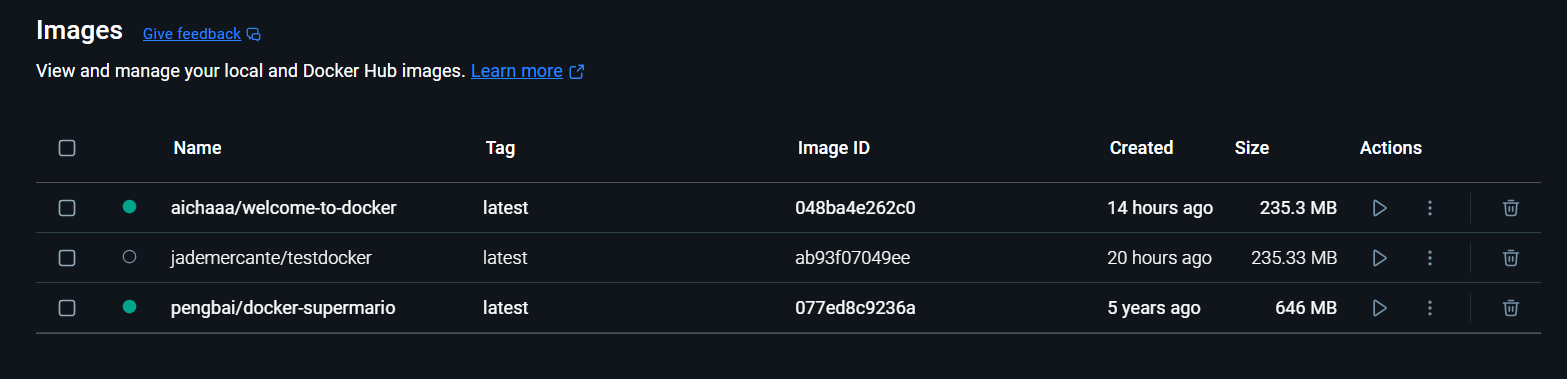 Images Give feedback
View and manage your local and Docker Hub images. Learn more
Name Tag Image ID Created Size Actions
aichaaa/welcome-to-docker latest 048ba4e262c0 14 hours ago 235.3 MB
jademercante/testdocker latest ab93f07049ee 20 hours ago 235.33 MB
pengbai/docker-supermario latest 077ed8c9236a 5 years ago 646 MB